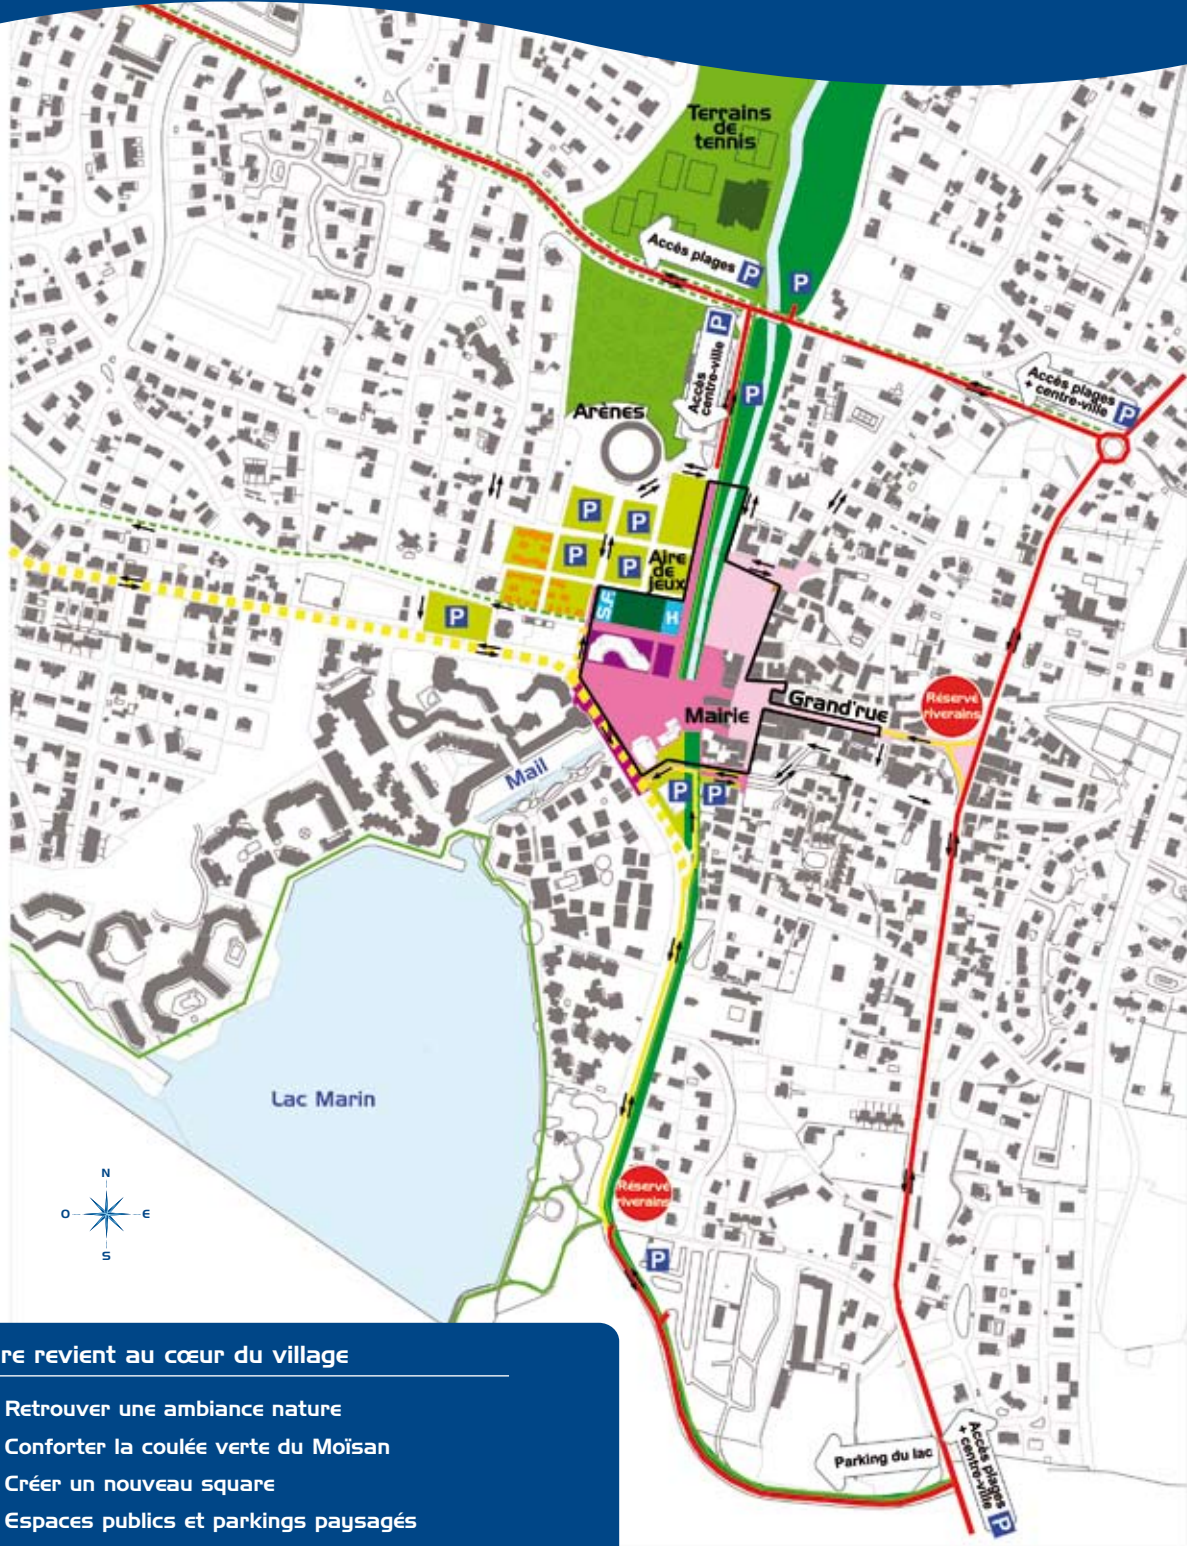 Terrains
de
tennis
Accès plages P
P
P
Accès
centre-ville
P
Accès plages
+ centre-ville P
Arènes
P
P
P
P
Aire
de
jeux
S.F.
H
P
Mairie
Grand'rue
Réservé
riverains
Mail
P
P
Lac Marin
N
O
E
S
Réservé
riverains
P
Parking du lac
Accès plages
+ centre-ville P
re revient au cœur du village
Retrouver une ambiance nature
Conforter la coulée verte du Moïsan
Créer un nouveau square
Espaces publics et parkings paysagés